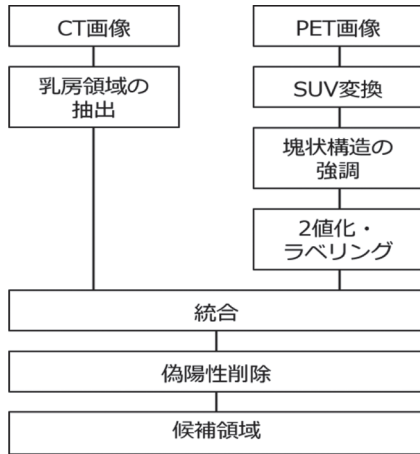 CT画像
乳房領域の
抽出
PET画像
SUV変換
塊状構造の
強調
2値化・
ラベリング
統合
偽陽性削除
候補領域